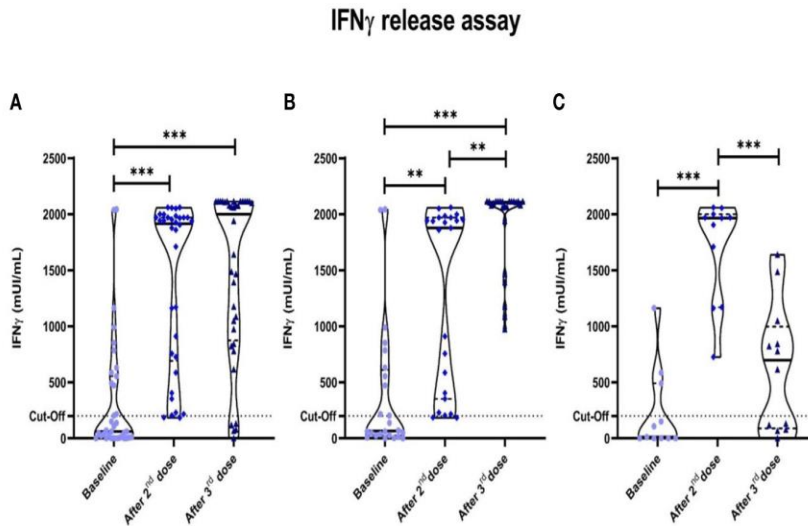 IFNγ release assay
A
IFNγ (mUI/mL)
2500
2000
1500
1000
500
Cut-Off
0
***
***
Baseline
After 2nd dose
After 3rd dose
B
IFNγ (mUI/mL)
2500
2000
1500
1000
500
Cut-Off
0
***
**
**
Baseline
After 2nd dose
After 3rd dose
C
IFNγ (mUI/mL)
2500
2000
1500
1000
500
Cut-Off
0
***
***
Baseline
After 2nd dose
After 3rd dose